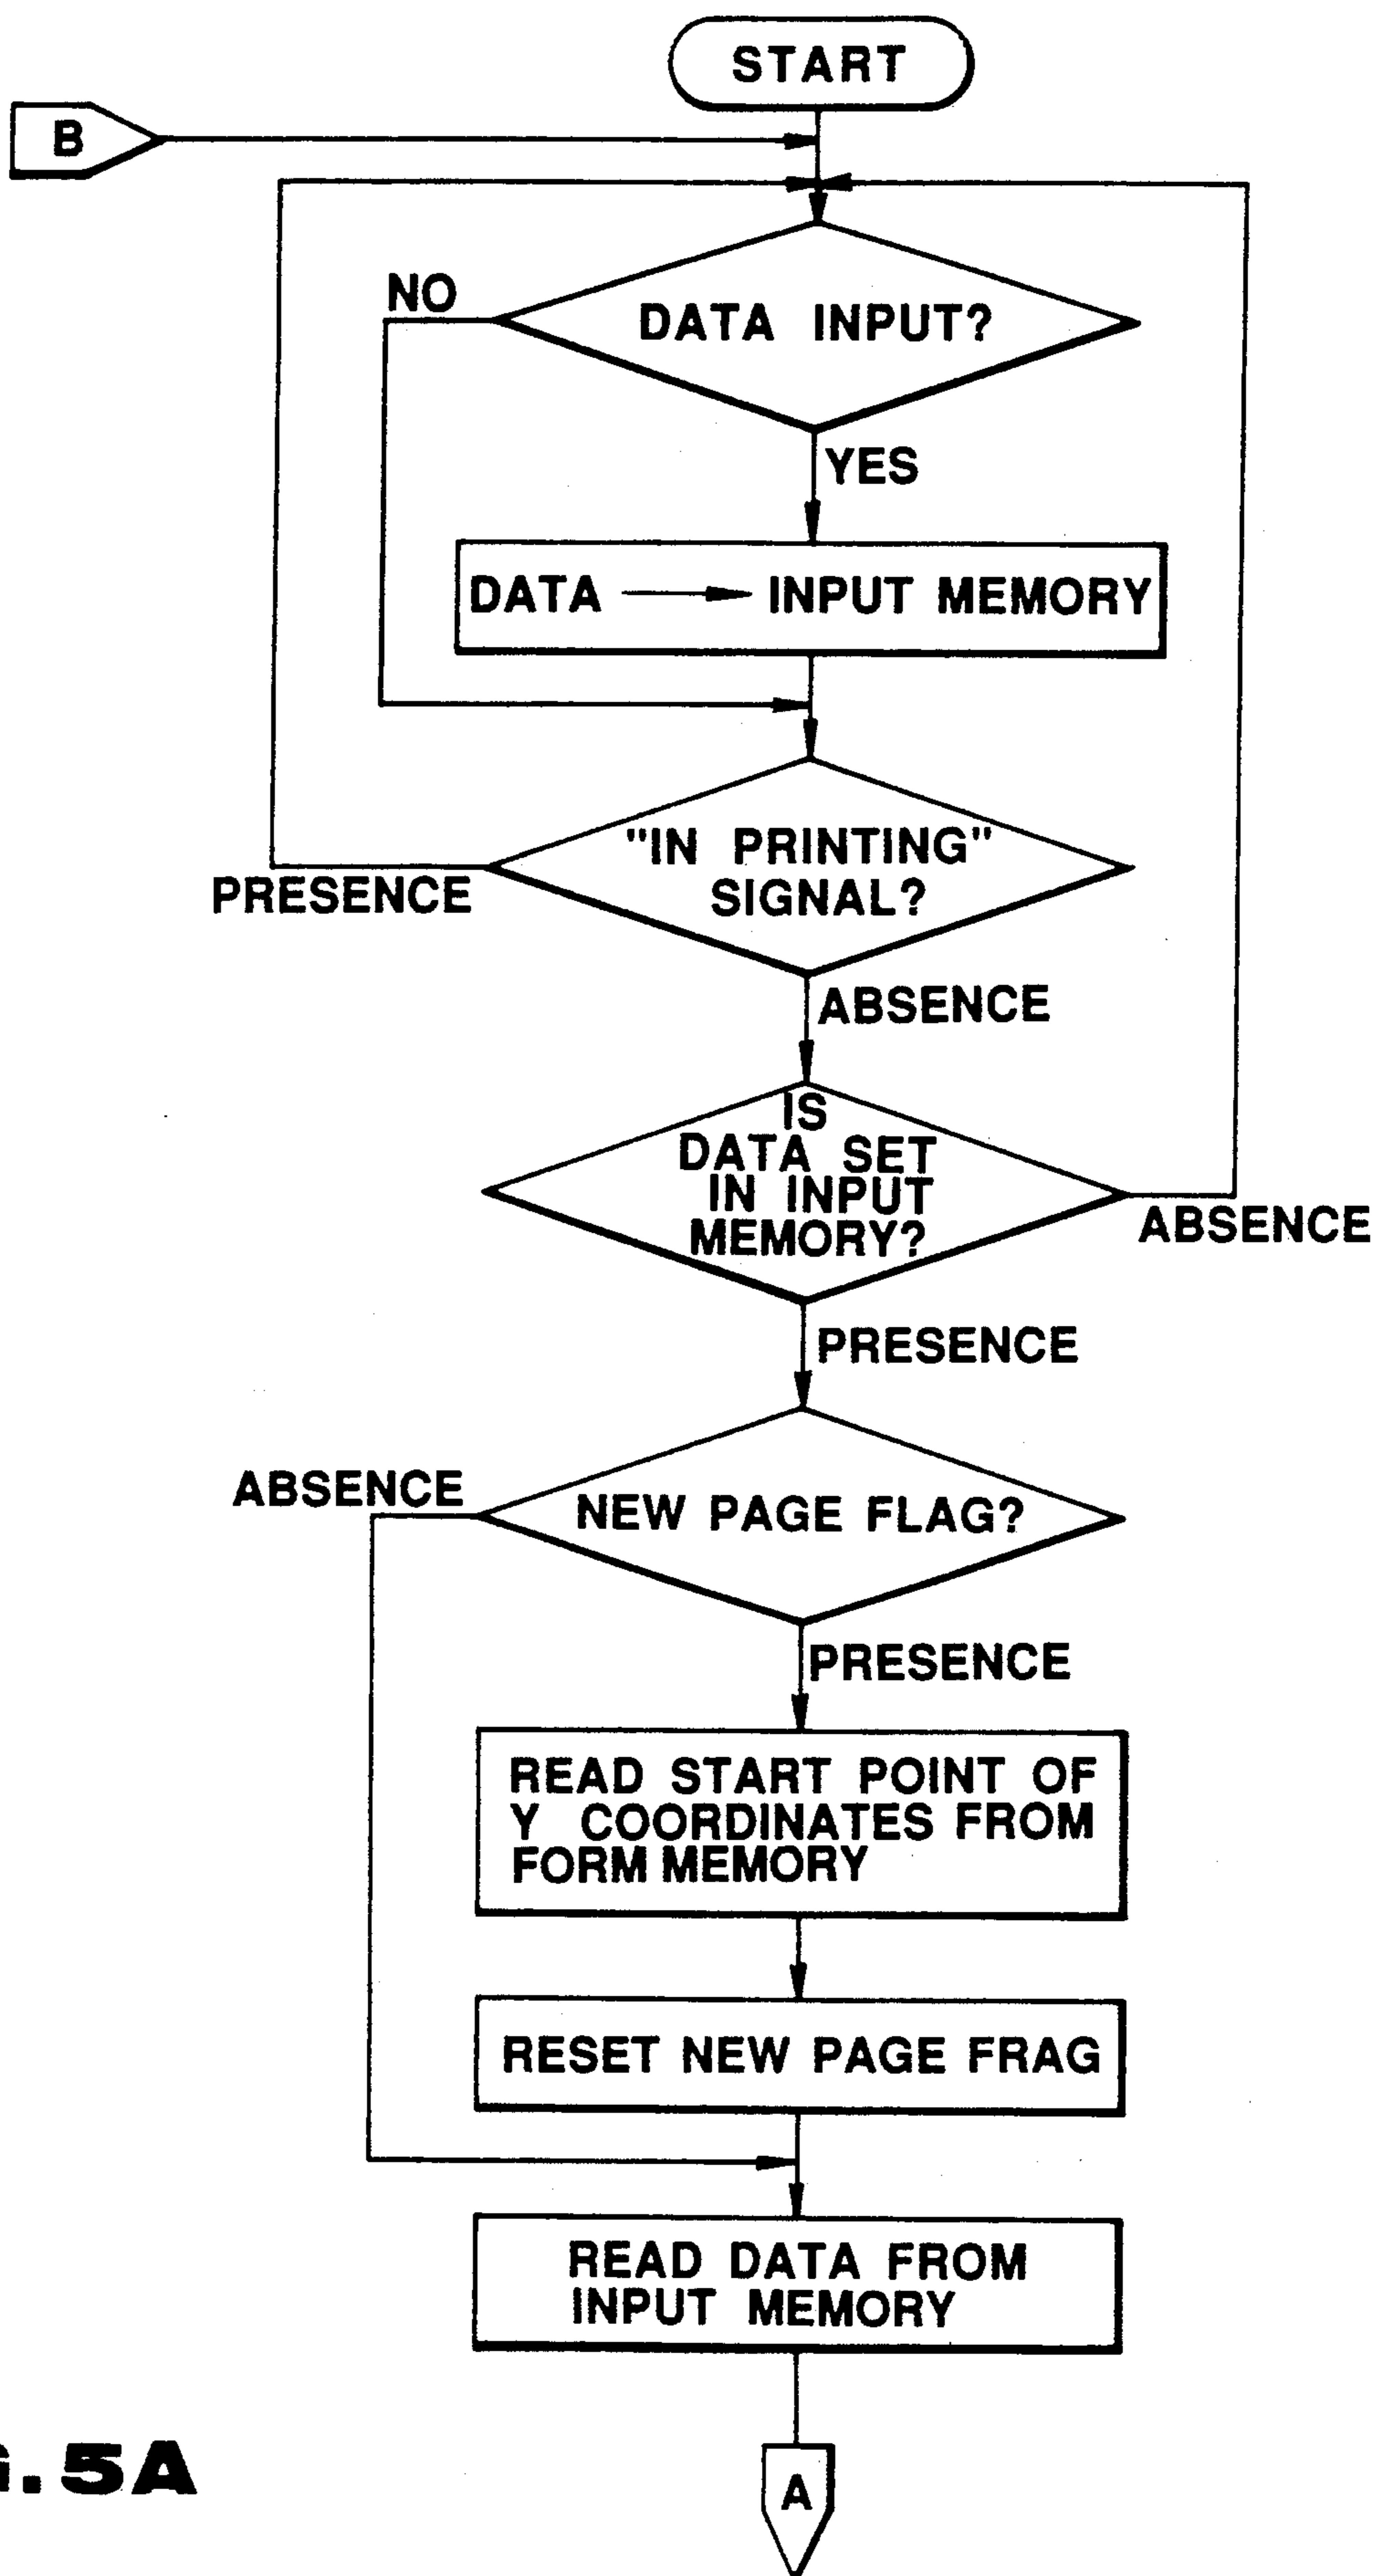 START
B
NO
DATA INPUT?
YES
DATA → INPUT MEMORY
"IN PRINTING"
SIGNAL?
PRESENCE
ABSENCE
IS
DATA SET
IN INPUT
MEMORY?
ABSENCE
PRESENCE
ABSENCE
NEW PAGE FLAG?
PRESENCE
READ START POINT OF
Y COORDINATES FROM
FORM MEMORY
RESET NEW PAGE FRAG
READ DATA FROM
INPUT MEMORY
G.5A
A